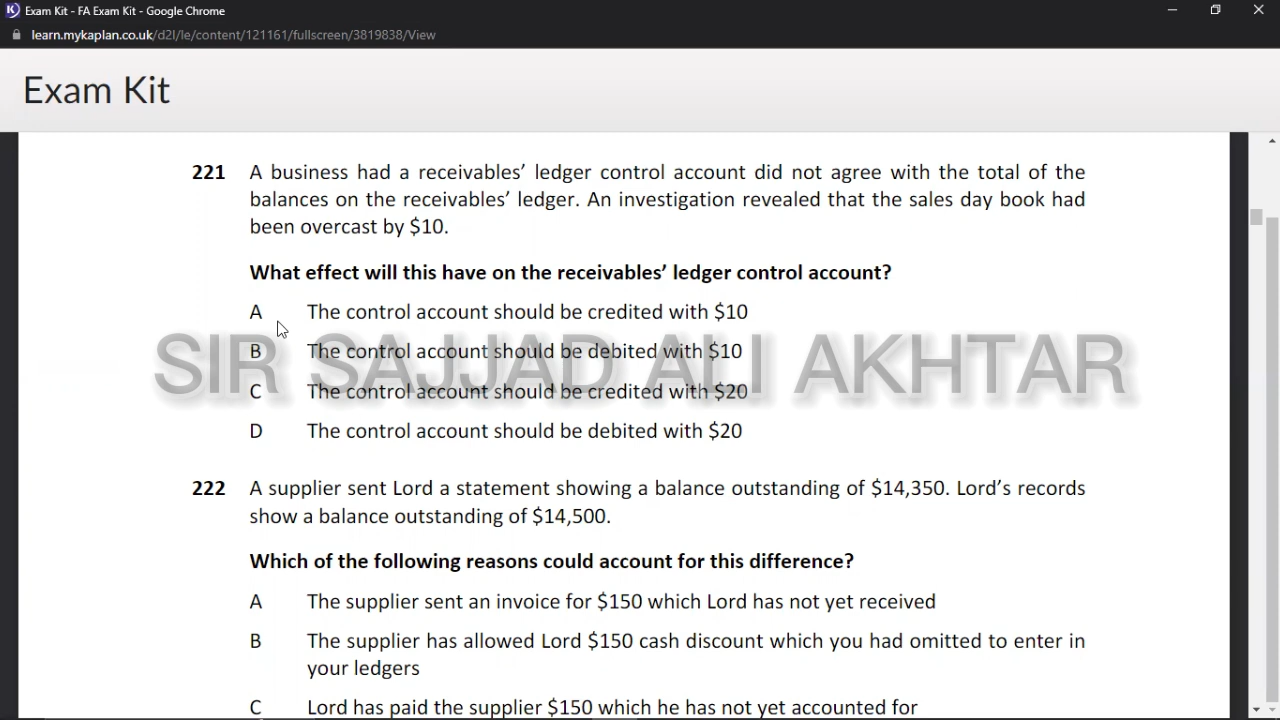 Exam Kit - FA Exam Kit - Google Chrome
learn.mykaplan.co.uk/d2l/le/content/121161/fullscreen/3819838/View
Exam Kit
221 A business had a receivables’ ledger control account did not agree with the total of the
balances on the receivables’ ledger. An investigation revealed that the sales day book had
been overcast by $10.
What effect will this have on the receivables’ ledger control account?
A The control account should be credited with $10
B The control account should be debited with $10
SIR SAJJAD ALI AKHTAR
C The control account should be credited with $20
D The control account should be debited with $20
222 A supplier sent Lord a statement showing a balance outstanding of $14,350. Lord’s records
show a balance outstanding of $14,500.
Which of the following reasons could account for this difference?
A The supplier sent an invoice for $150 which Lord has not yet received
B The supplier has allowed Lord $150 cash discount which you had omitted to enter in
your ledgers
C Lord has paid the supplier $150 which he has not yet accounted for